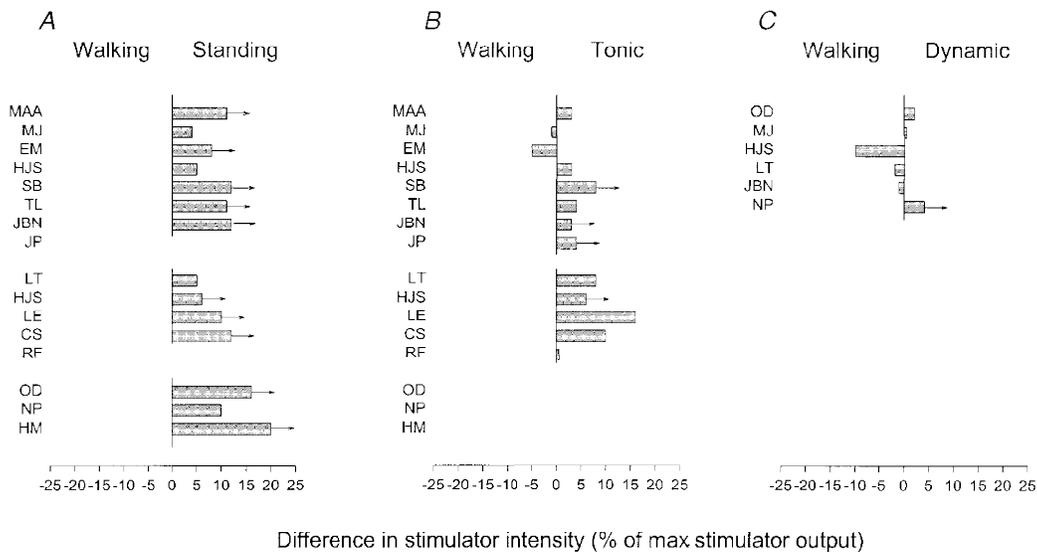 A
Walking Standing
MAA
MJ
EM
HJS
SB
TL
JBN
JP
LT
HJS
LE
CS
RF
OD
NP
HM
-25 -20 -15 -10 -5 0 5 10 15 20 25
B
Walking Tonic
MAA
MJ
EM
HJS
SB
TL
JBN
JP
LT
HJS
LE
CS
RF
OD
NP
HM
-25 -20 -15 -10 -5 0 5 10 15 20 25
C
Walking Dynamic
OD
MJ
HJS
LT
JBN
NP
-25 -20 -15 -10 -5 0 5 10 15 20 25
Difference in stimulator intensity (% of max stimulator output)